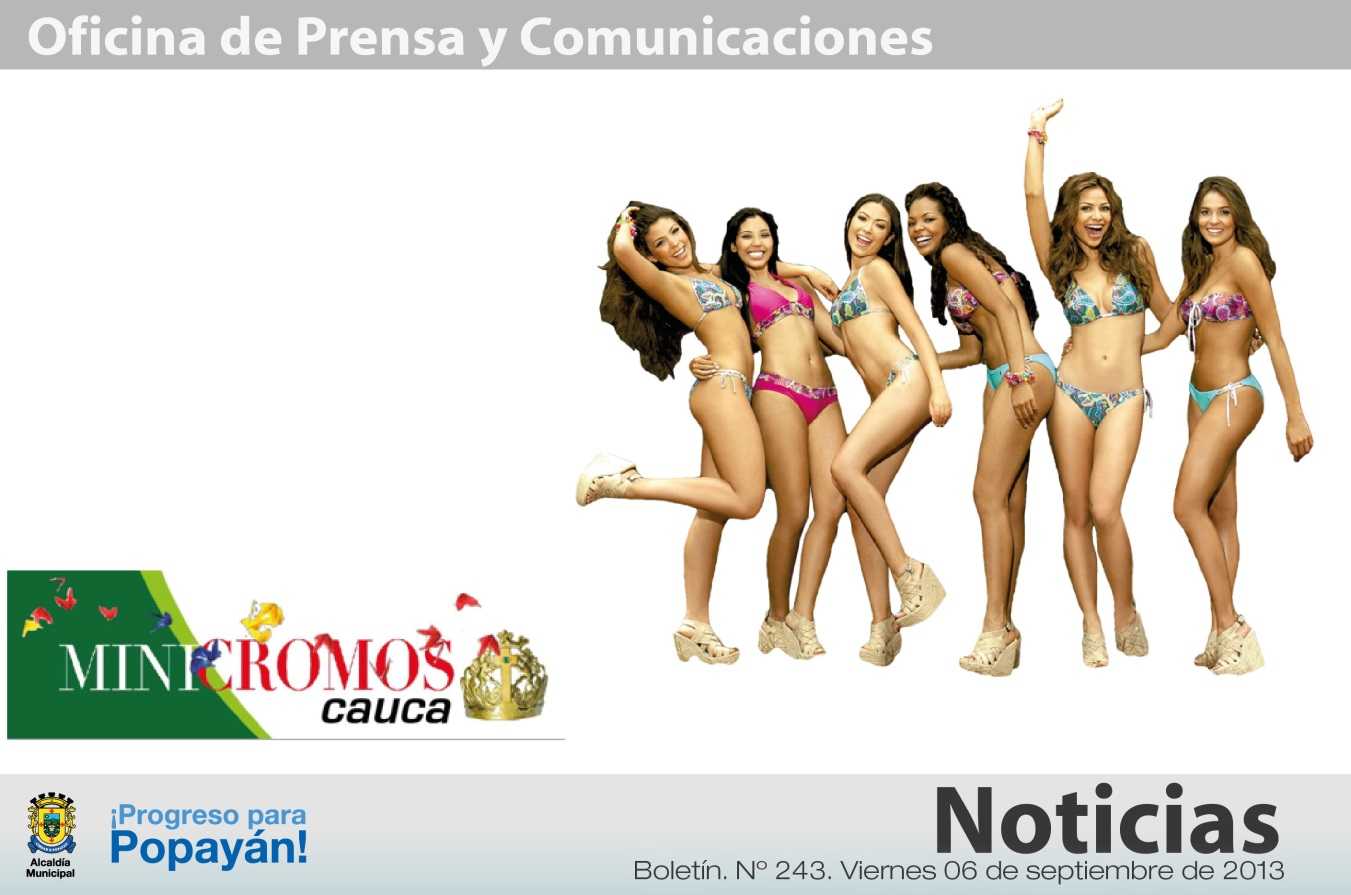 Oficina de Prensa y Comunicaciones
MINICROMOS
cauca
¡Progreso para
Popayán!
Alcaldía
Municipal
Noticias
Boletín. Nº 243. Viernes 06 de septiembre de 2013